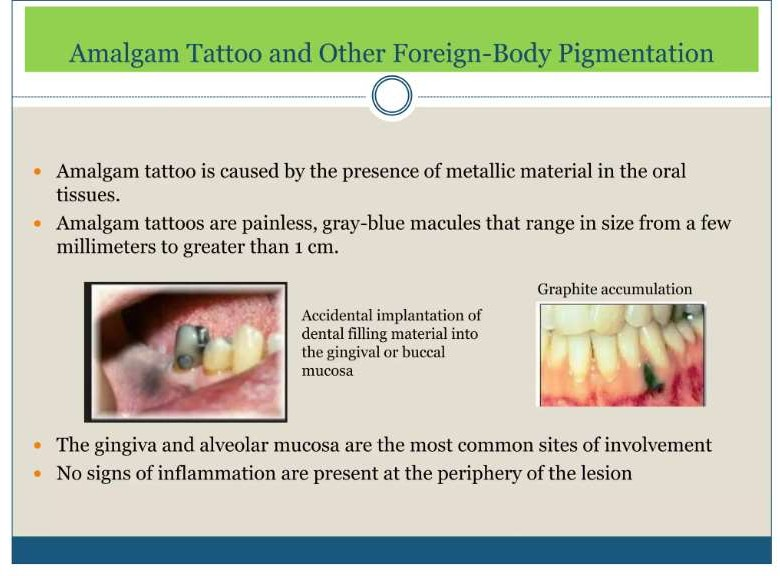 Amalgam Tattoo and Other Foreign-Body Pigmentation
Amalgam tattoo is caused by the presence of metallic material in the oral
tissues.
Amalgam tattoos are painless, gray-blue macules that range in size from a few
millimeters to greater than 1 cm.
Graphite accumulation
Accidental implantation of
dental filling material into
the gingival or buccal
mucosa
The gingiva and alveolar mucosa are the most common sites of involvement
No signs of inflammation are present at the periphery of the lesion